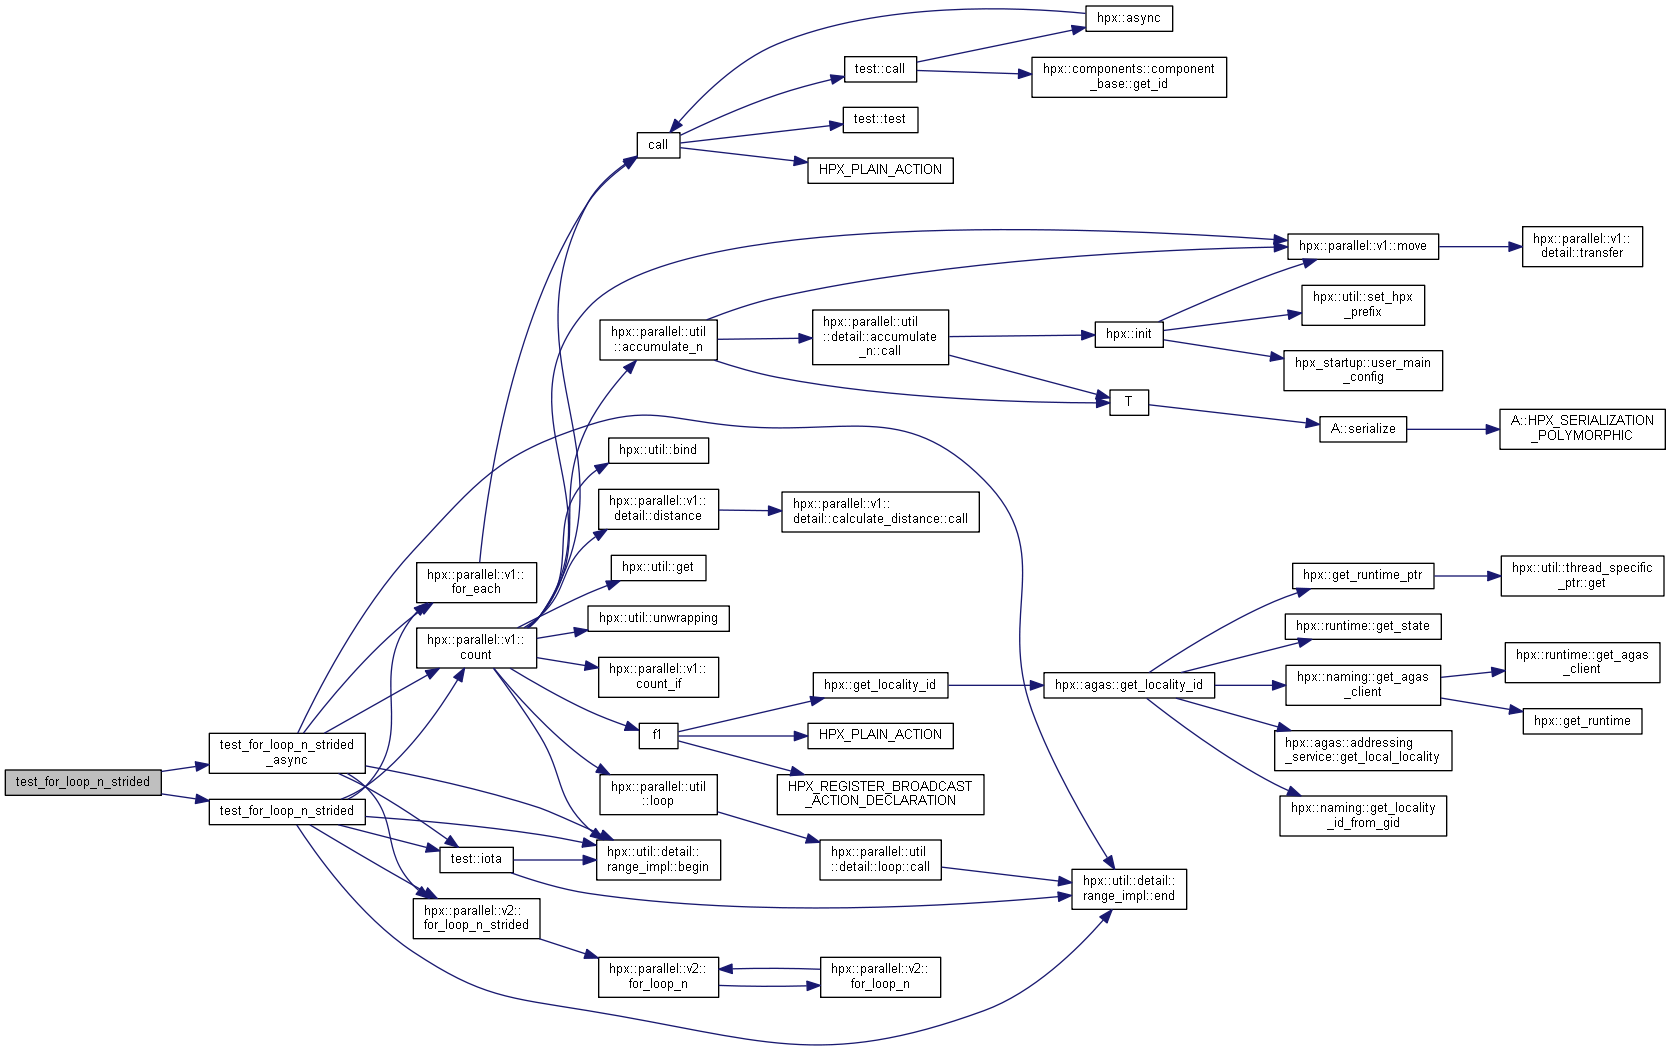 hpx::async
test::call
hpx::components::component
_base::get_id
test::test
call
HPX_PLAIN_ACTION
hpx::parallel::v1::move
hpx::parallel::v1::
detail::transfer
hpx::util::set_hpx
_prefix
hpx::parallel::util
::accumulate_n
hpx::parallel::util
::detail::accumulate
_n::call
hpx::init
hpx_startup::user_main
_config
T
A::serialize
A::HPX_SERIALIZATION
_POLYMORPHIC
hpx::util::bind
hpx::parallel::v1::
detail::distance
hpx::parallel::v1::
detail::calculate_distance::call
hpx::parallel::v1::
for_each
hpx::util::get
hpx::get_runtime_ptr
hpx::util::thread_specific
_ptr::get
hpx::parallel::v1::
count
hpx::util::unwrapping
hpx::runtime::get_state
hpx::parallel::v1::
count_if
hpx::get_locality_id
hpx::agas::get_locality_id
hpx::naming::get_agas
_client
hpx::runtime::get_agas
_client
hpx::get_runtime
f1
HPX_PLAIN_ACTION
hpx::agas::addressing
_service::get_local_locality
test_for_loop_n_strided
_async
test_for_loop_n_strided
test_for_loop_n_strided
hpx::parallel::util
::loop
HPX_REGISTER_BROADCAST
_ACTION_DECLARATION
hpx::naming::get_locality
_id_from_gid
test::iota
hpx::util::detail::
range_impl::begin
hpx::parallel::util
::detail::loop::call
hpx::util::detail::
range_impl::end
hpx::parallel::v2::
for_loop_n_strided
hpx::parallel::v2::
for_loop_n
hpx::parallel::v2::
for_loop_n